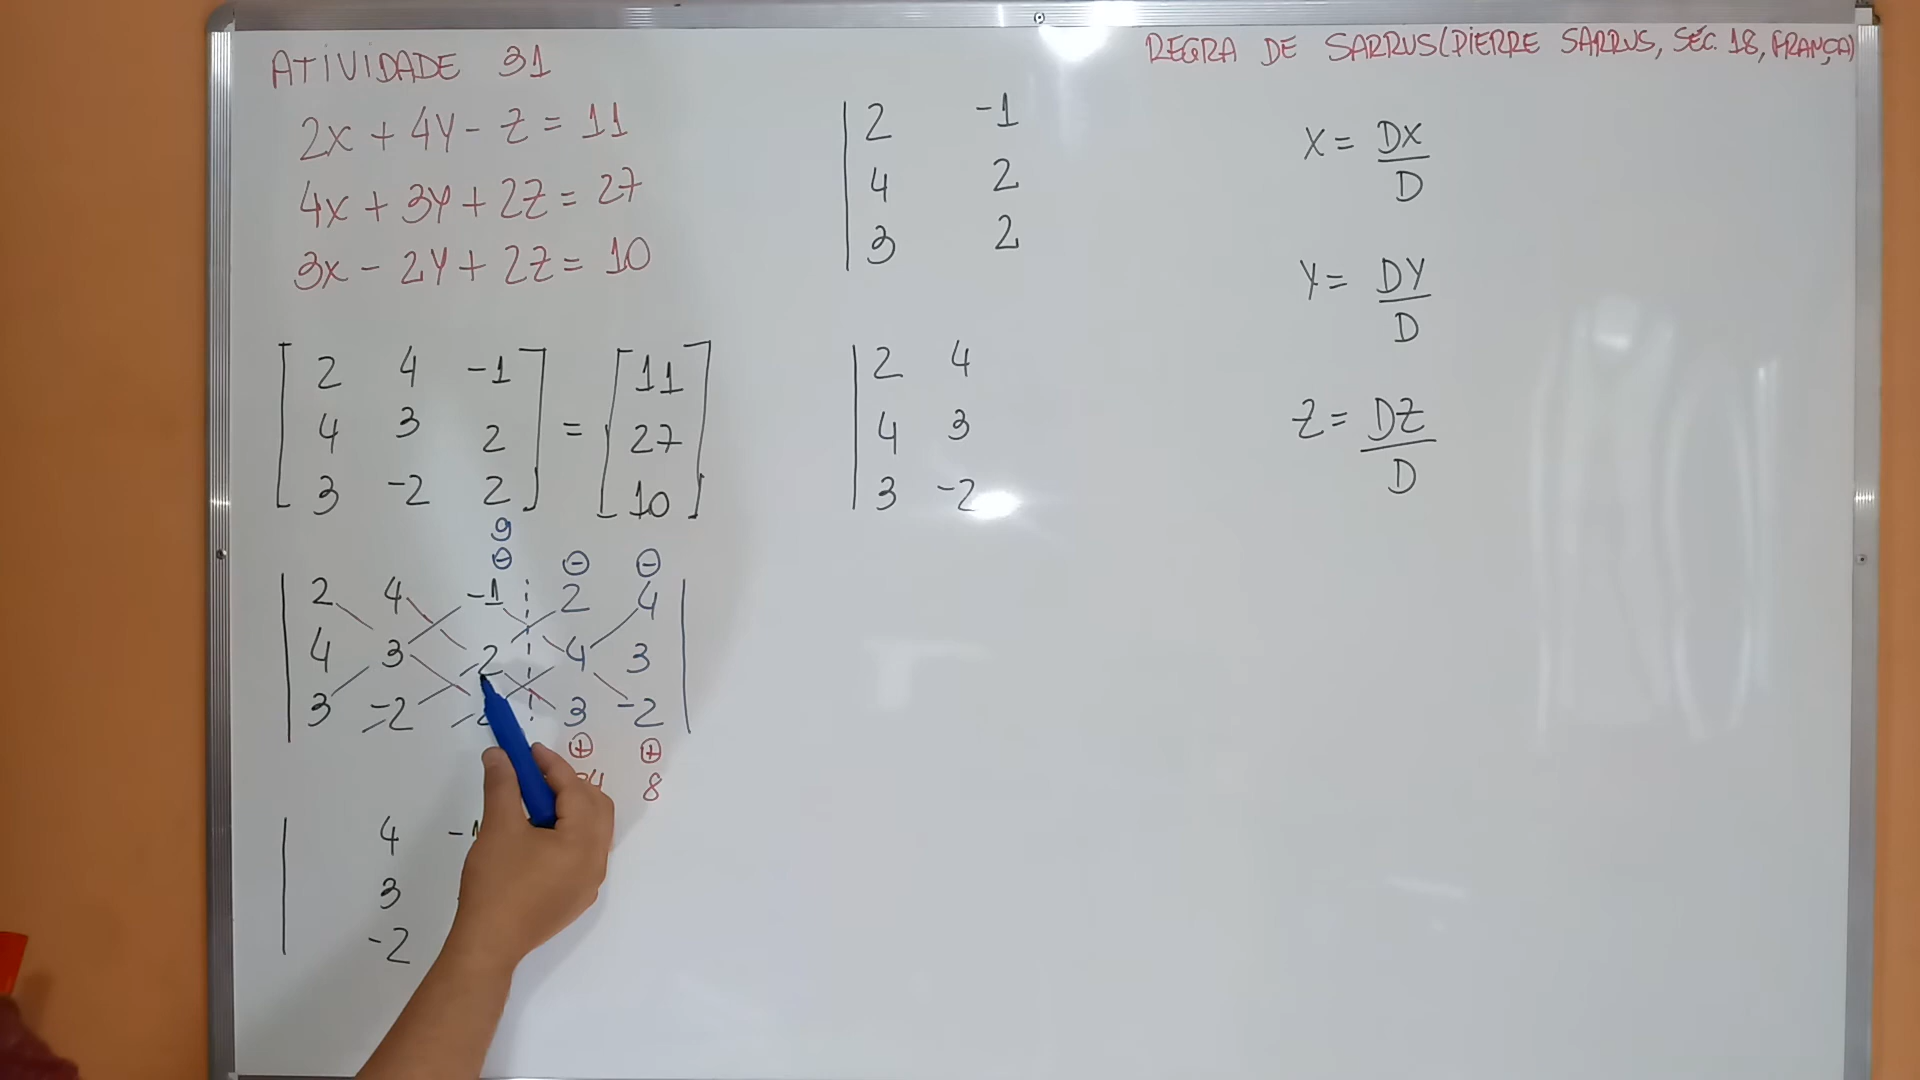 ATIVIDADE 31
2x + 4y - z = 11
4x + 3y + 2z = 27
3x - 2y + 2z = 10
2 4 -1
4 3 2
3 -2 2
=
11
27
10
9
⊖ ⊖ ⊖
2 4 -1 2 4
4 3 2 4 3
3 -2 3 -2
⊕ ⊕
8
4 -1
3
-2
2 -1
4 2
3 2
2 4
4 3
3 -2
REGRA DE SARRUS (PIERRE SARRUS, SÉC. 18, FRANÇA)
X = DX
D
Y = DY
D
Z = DZ
D